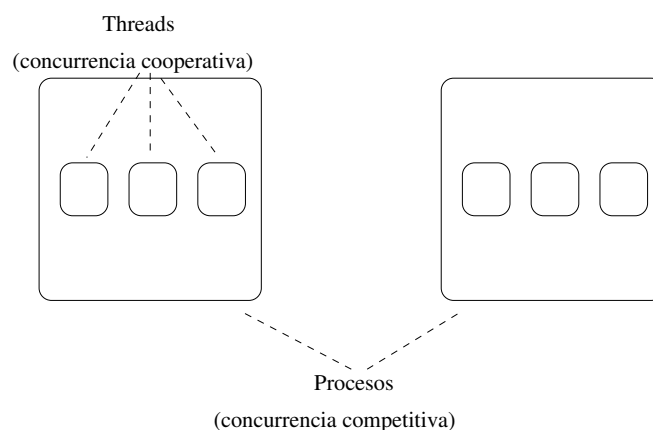 Threads
(concurrencia cooperativa)
Procesos
(concurrencia competitiva)